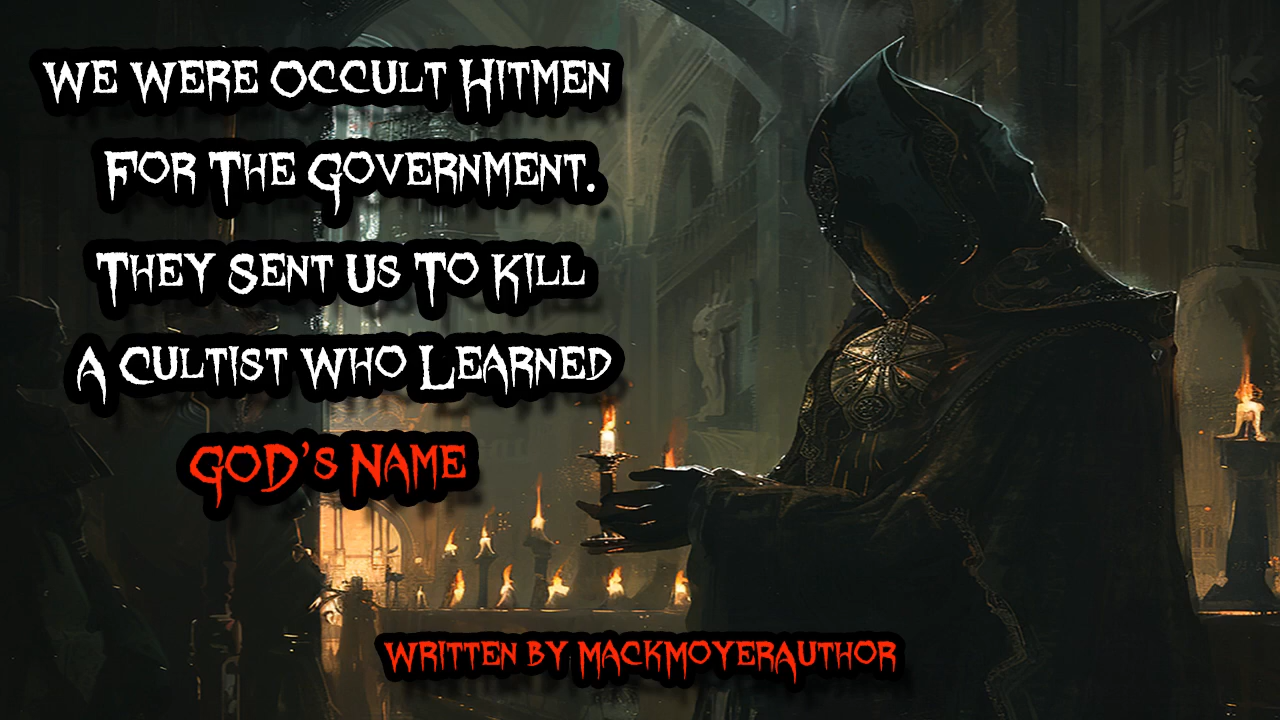 We Were Occult Hitmen
For The Government.
They Sent Us To Kill
A Cultist Who Learned
GOD's Name
Written by MackMoyerAuthor